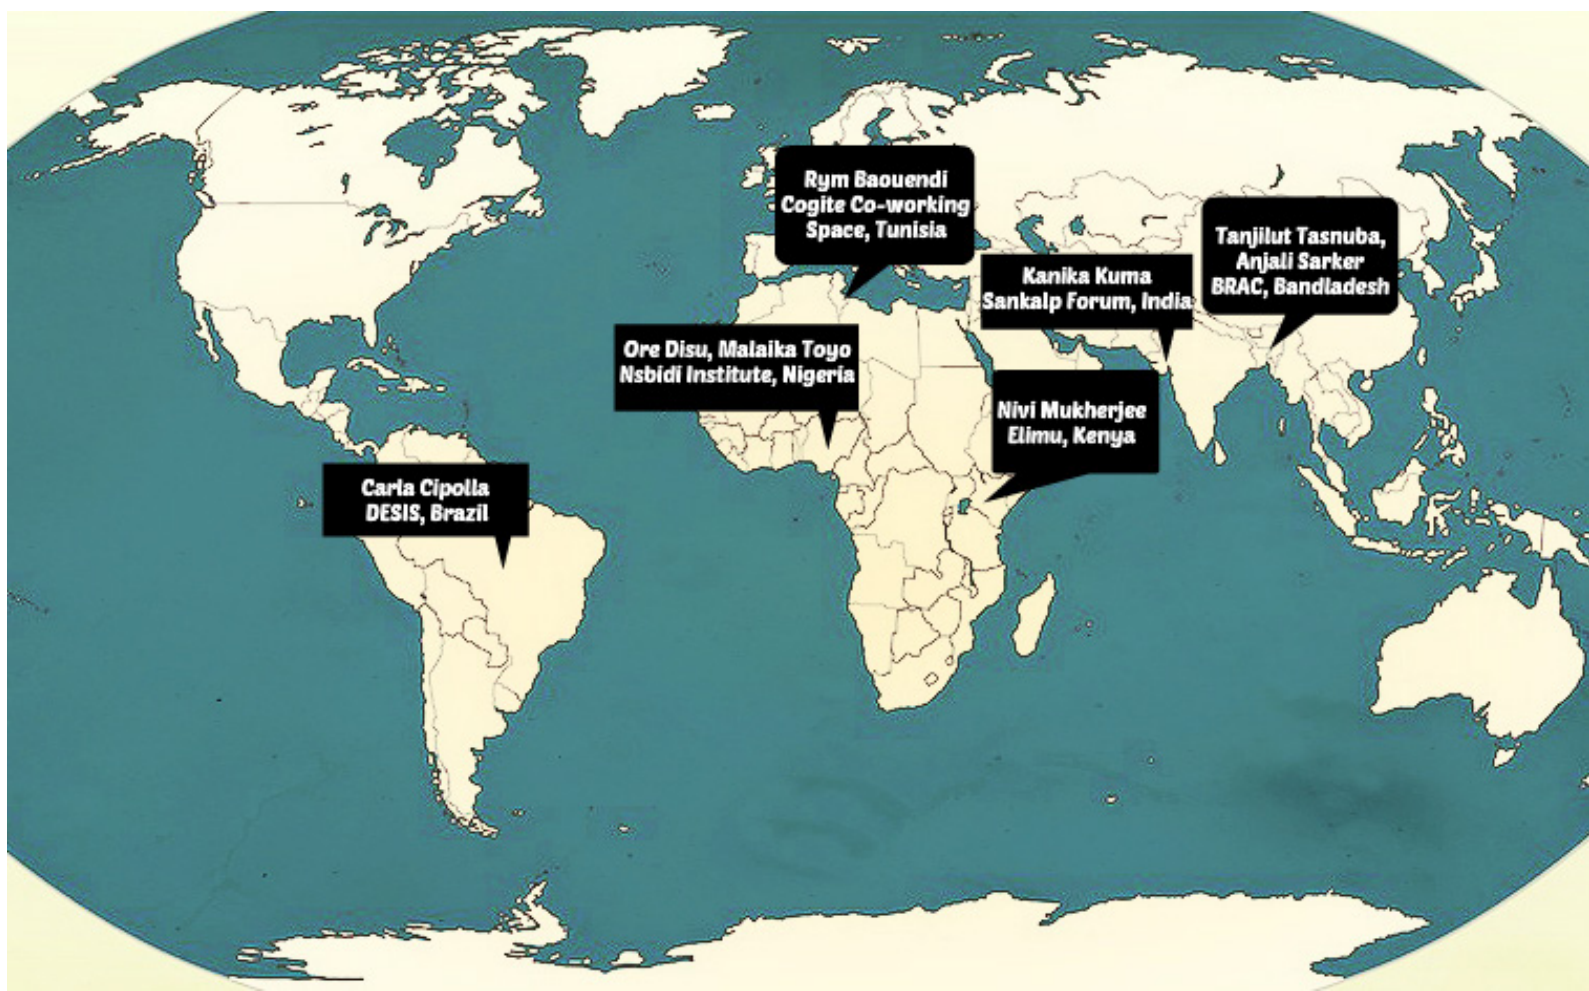 Rym Baouendi
Cogite Co-working
Space, Tunisia
Tanjilut Tasnuba,
Anjali Sarker
BRAC, Bandladesh
Kanika Kuma
Sankalp Forum, India
Ore Disu, Malaika Toyo
Nsbidi Institute, Nigeria
Nivi Mukherjee
Elimu, Kenya
Carla Cipolla
DESIS, Brazil